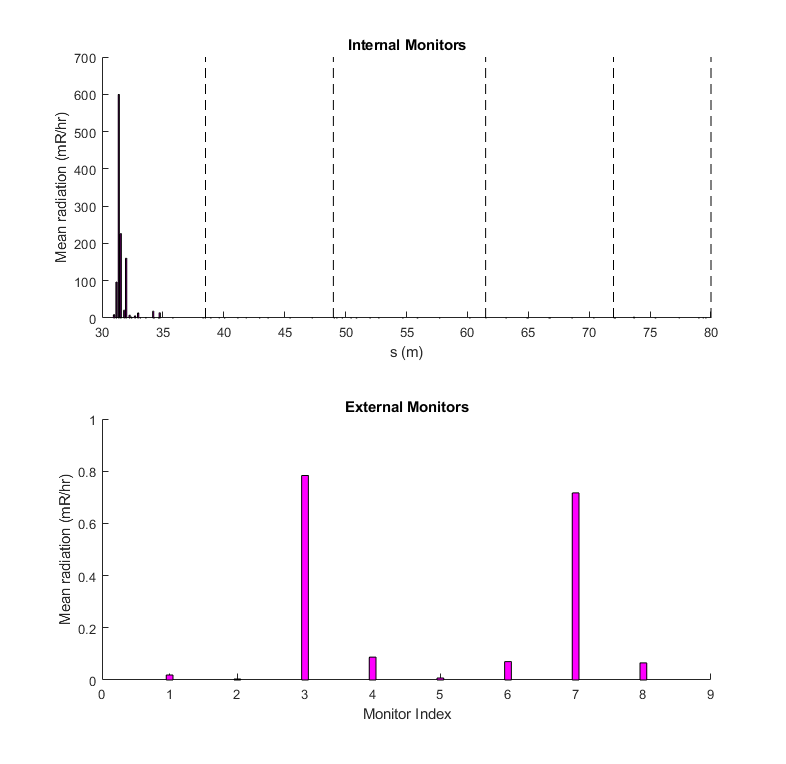 Internal Monitors
Mean radiation (mR/hr)
700
600
500
400
300
200
100
0
30 35 40 45 50 55 60 65 70 75 80
s (m)
External Monitors
Mean radiation (mR/hr)
1
0.8
0.6
0.4
0.2
0
0 1 2 3 4 5 6 7 8 9
Monitor Index